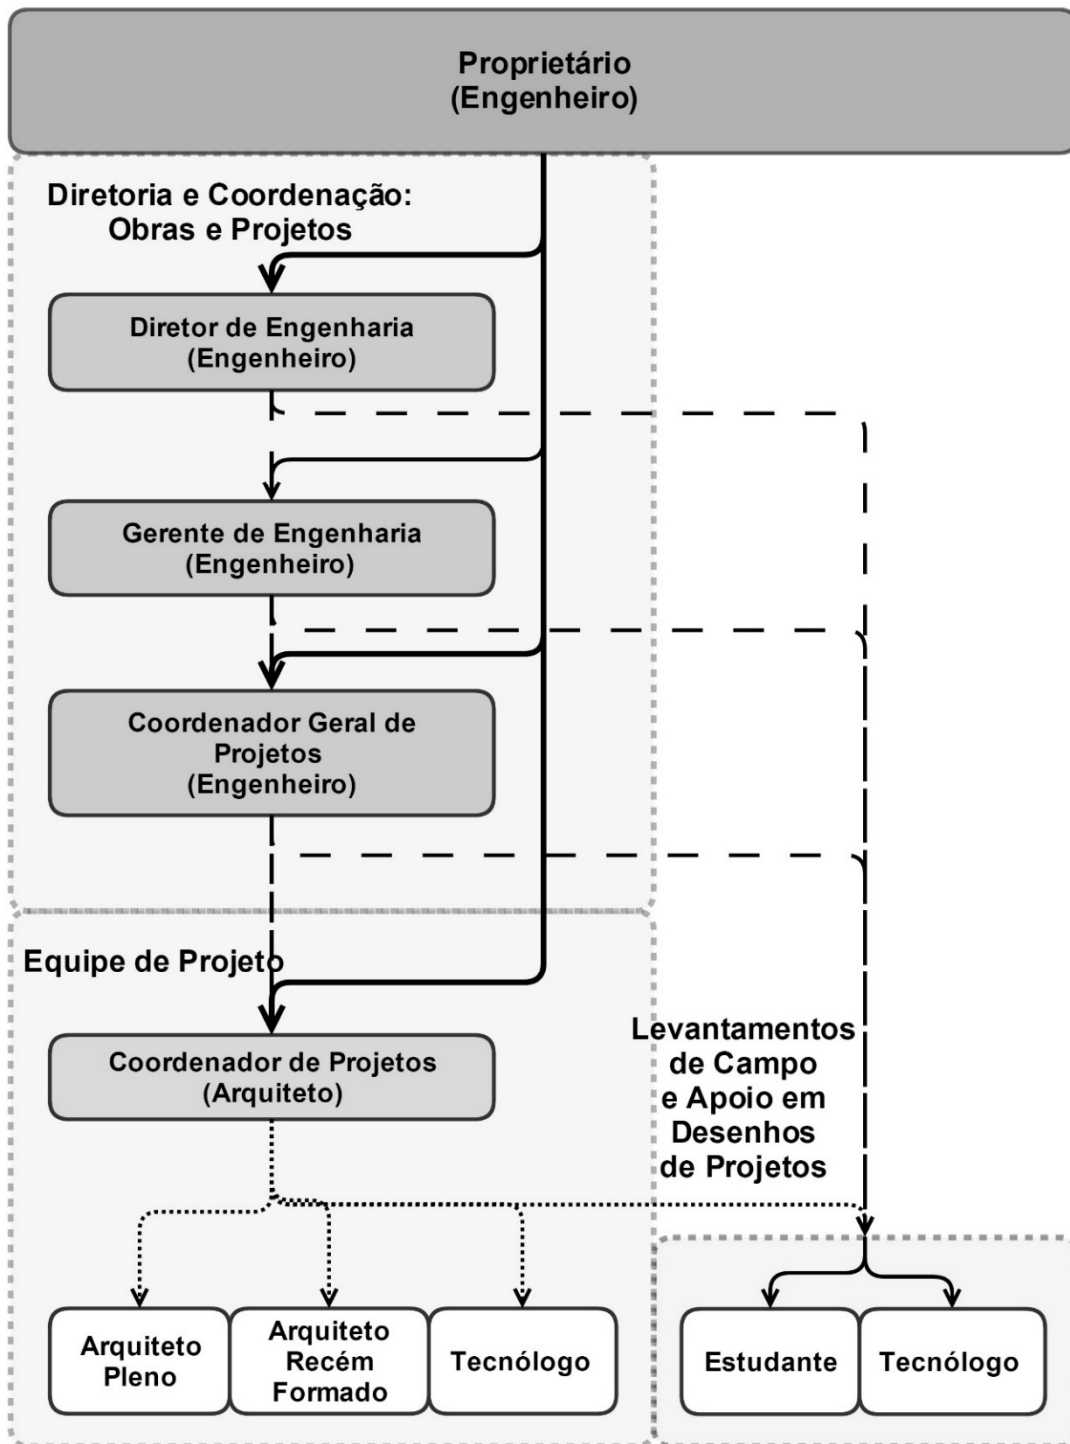 Proprietário
(Engenheiro)
Diretoria e Coordenação:
Obras e Projetos
Diretor de Engenharia
(Engenheiro)
Gerente de Engenharia
(Engenheiro)
Coordenador Geral de
Projetos
(Engenheiro)
Equipe de Projeto
Coordenador de Projetos
(Arquiteto)
Levantamentos
de Campo
e Apoio em
Desenhos
de Projetos
Arquiteto
Pleno
Arquiteto
Recém
Formado
Tecnólogo
Estudante
Tecnólogo